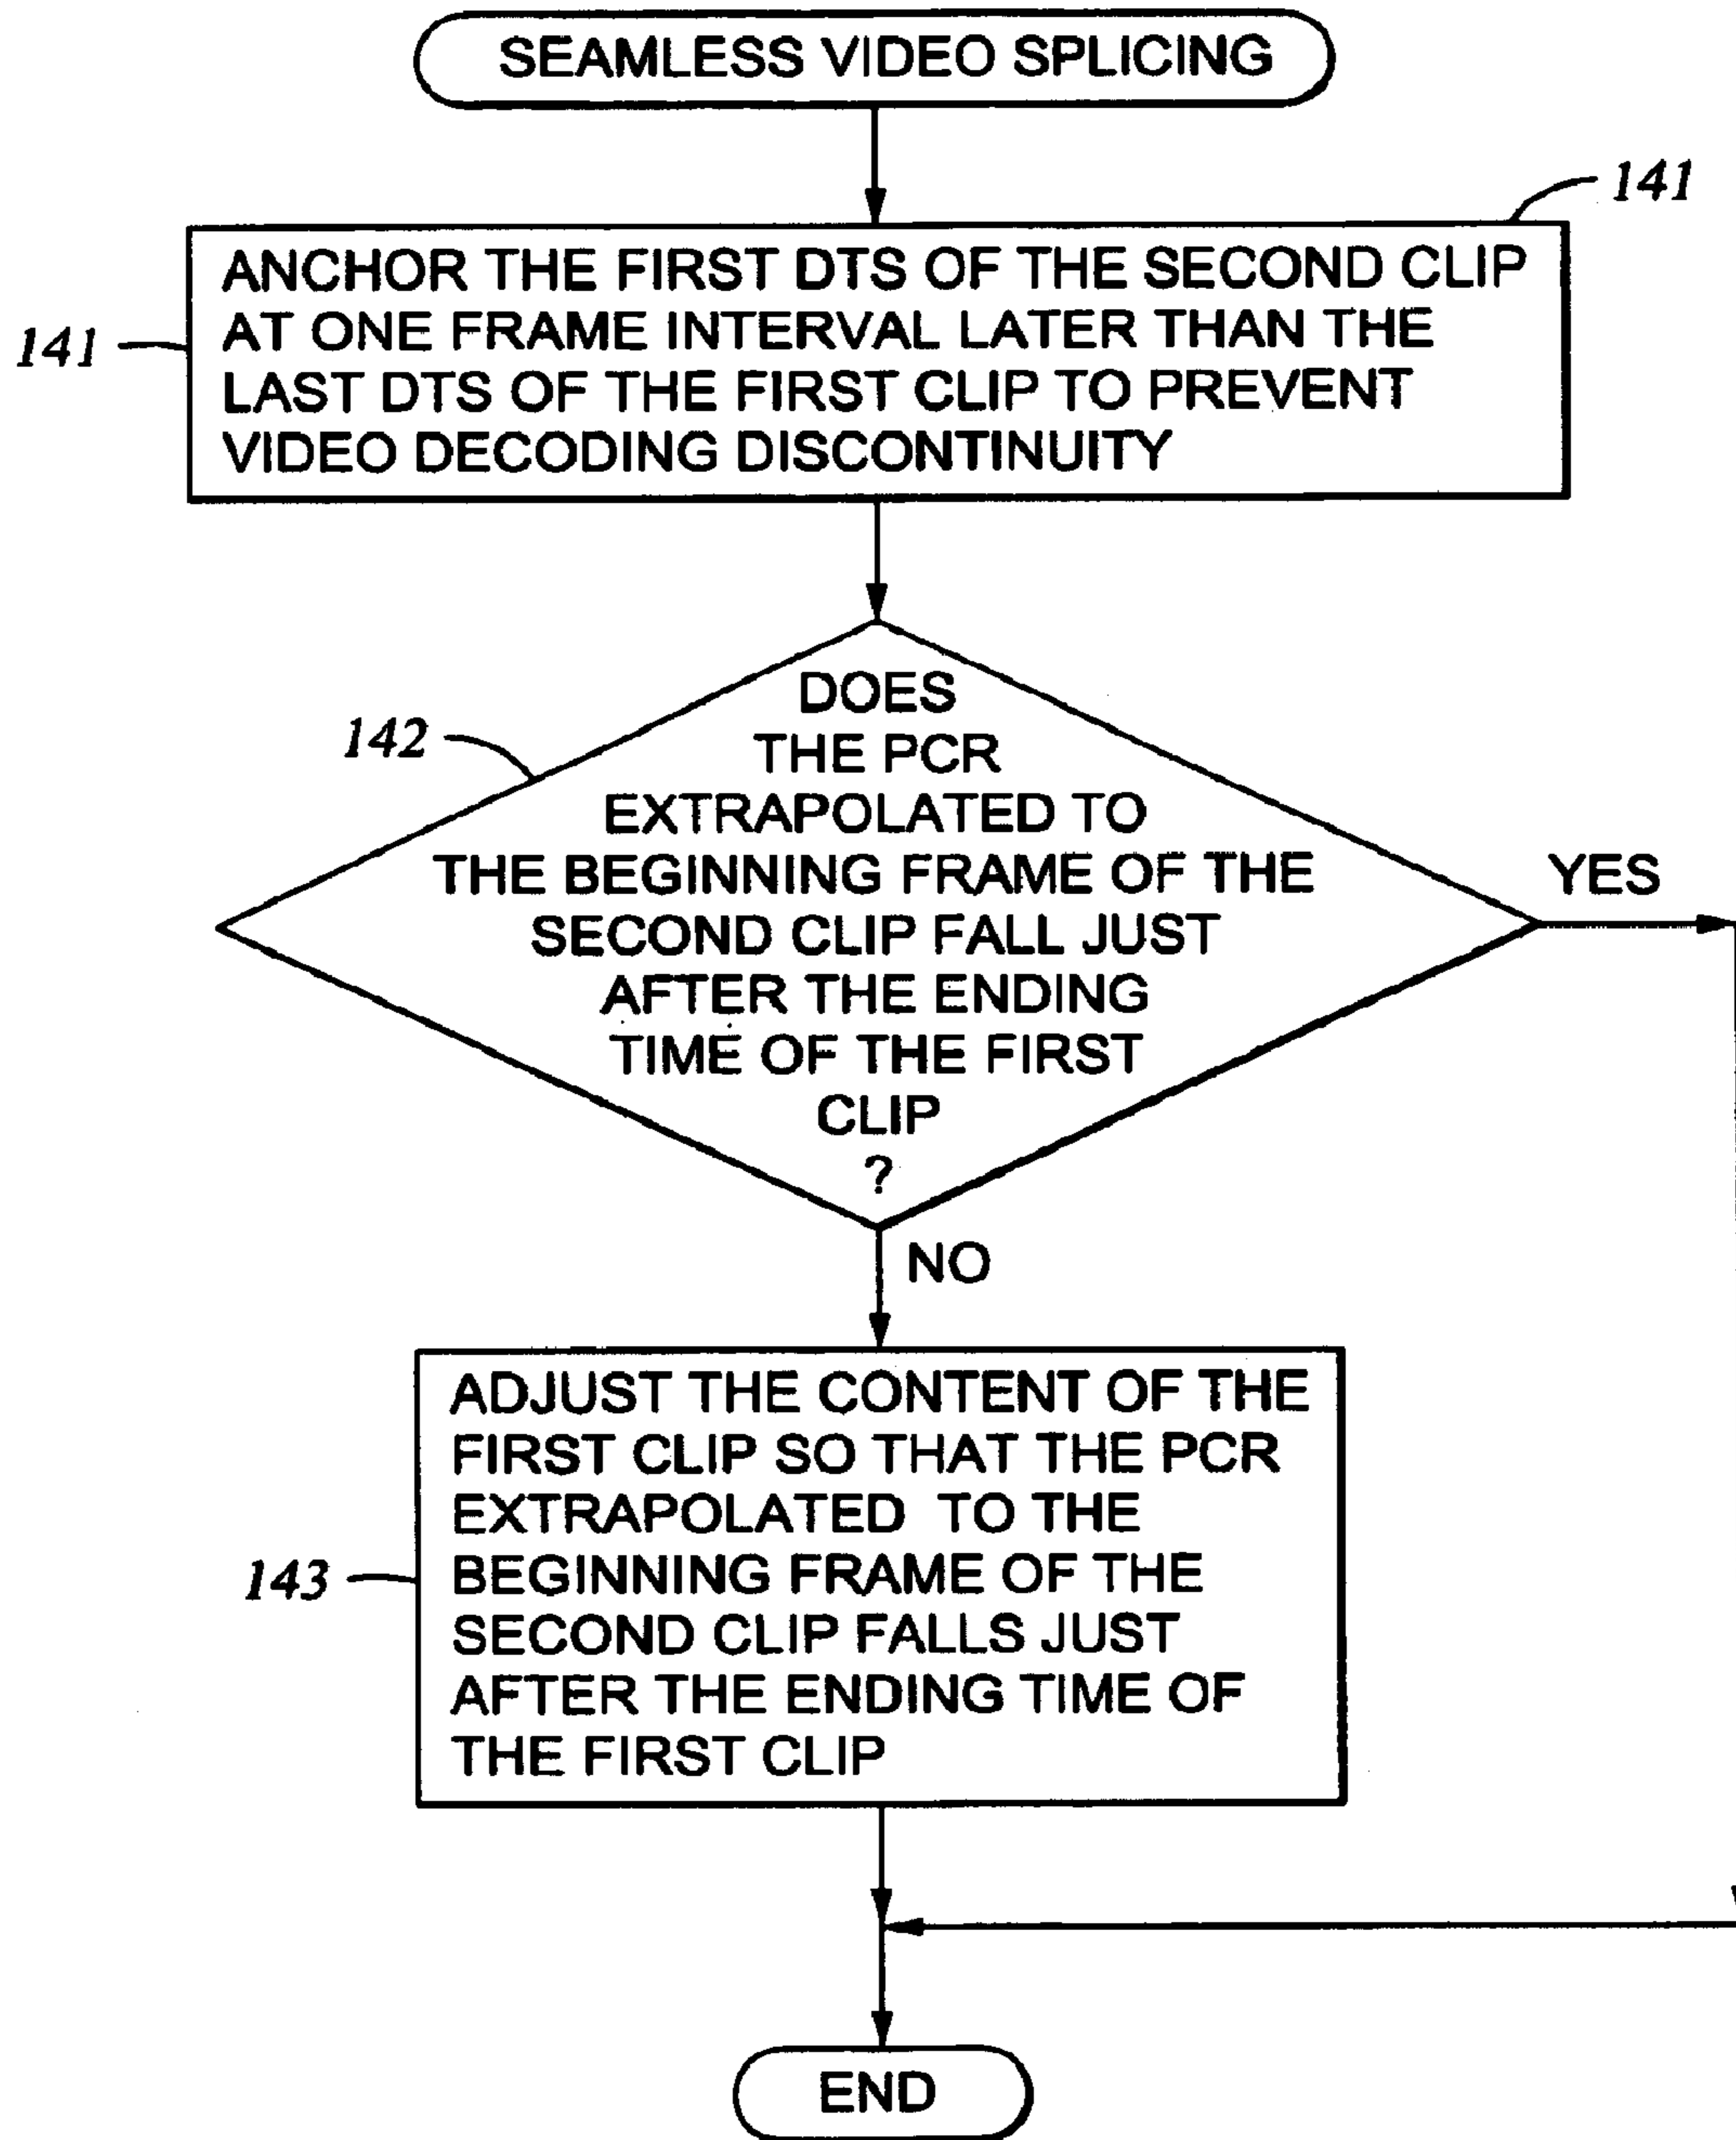 SEAMLESS VIDEO SPLICING
141
ANCHOR THE FIRST DTS OF THE SECOND CLIP
AT ONE FRAME INTERVAL LATER THAN THE
141
LAST DTS OF THE FIRST CLIP TO PREVENT
VIDEO DECODING DISCONTINUITY
DOES
142
THE PCR
EXTRAPOLATED TO
THE BEGINNING FRAME OF THE
YES
SECOND CLIP FALL JUST
AFTER THE ENDING
TIME OF THE FIRST
CLIP
?
NO
ADJUST THE CONTENT OF THE
FIRST CLIP SO THAT THE PCR
EXTRAPOLATED TO THE
143
BEGINNING FRAME OF THE
SECOND CLIP FALLS JUST
AFTER THE ENDING TIME OF
THE FIRST CLIP
END